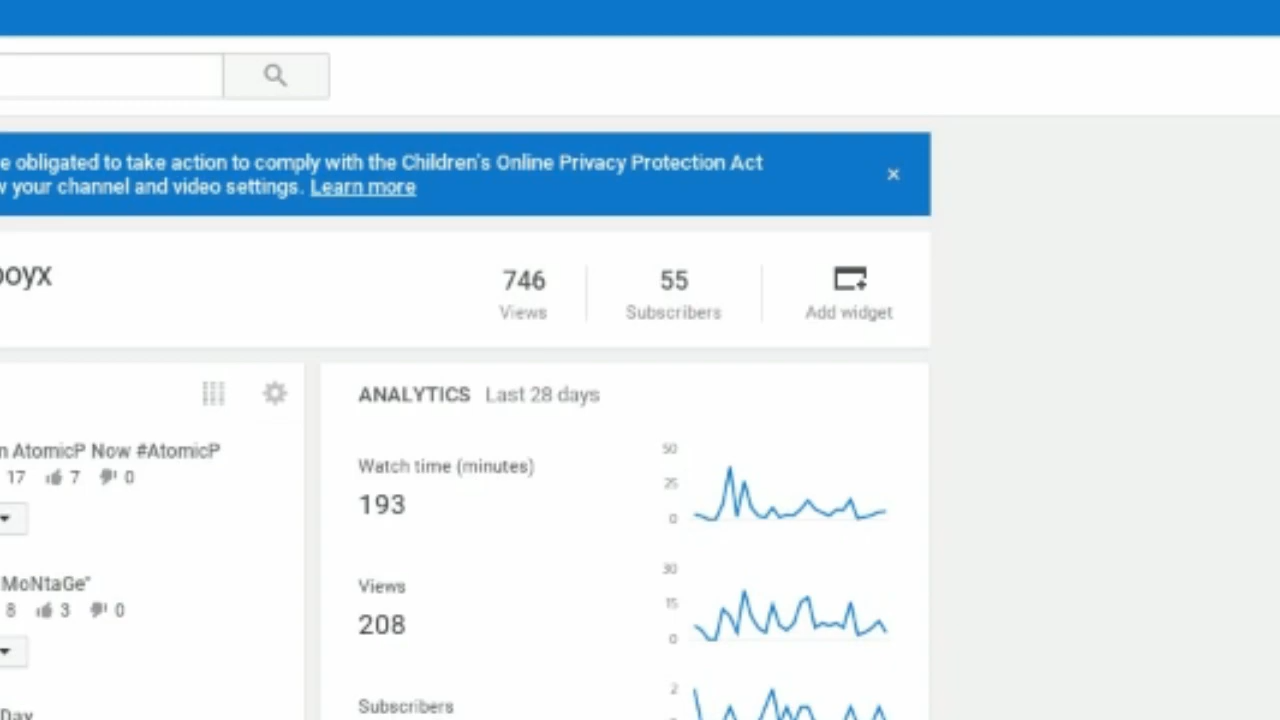 e obligated to take action to comply with the Children's Online Privacy Protection Act
w your channel and video settings. Learn more
×
boyx
746
Views
55
Subscribers
Add widget
ANALYTICS Last 28 days
n AtomicP Now #AtomicP
17 7 0
MoNtaGe"
8 3 0
Day
Watch time (minutes)
193
50
25
0
Views
208
30
15
0
Subscribers
2